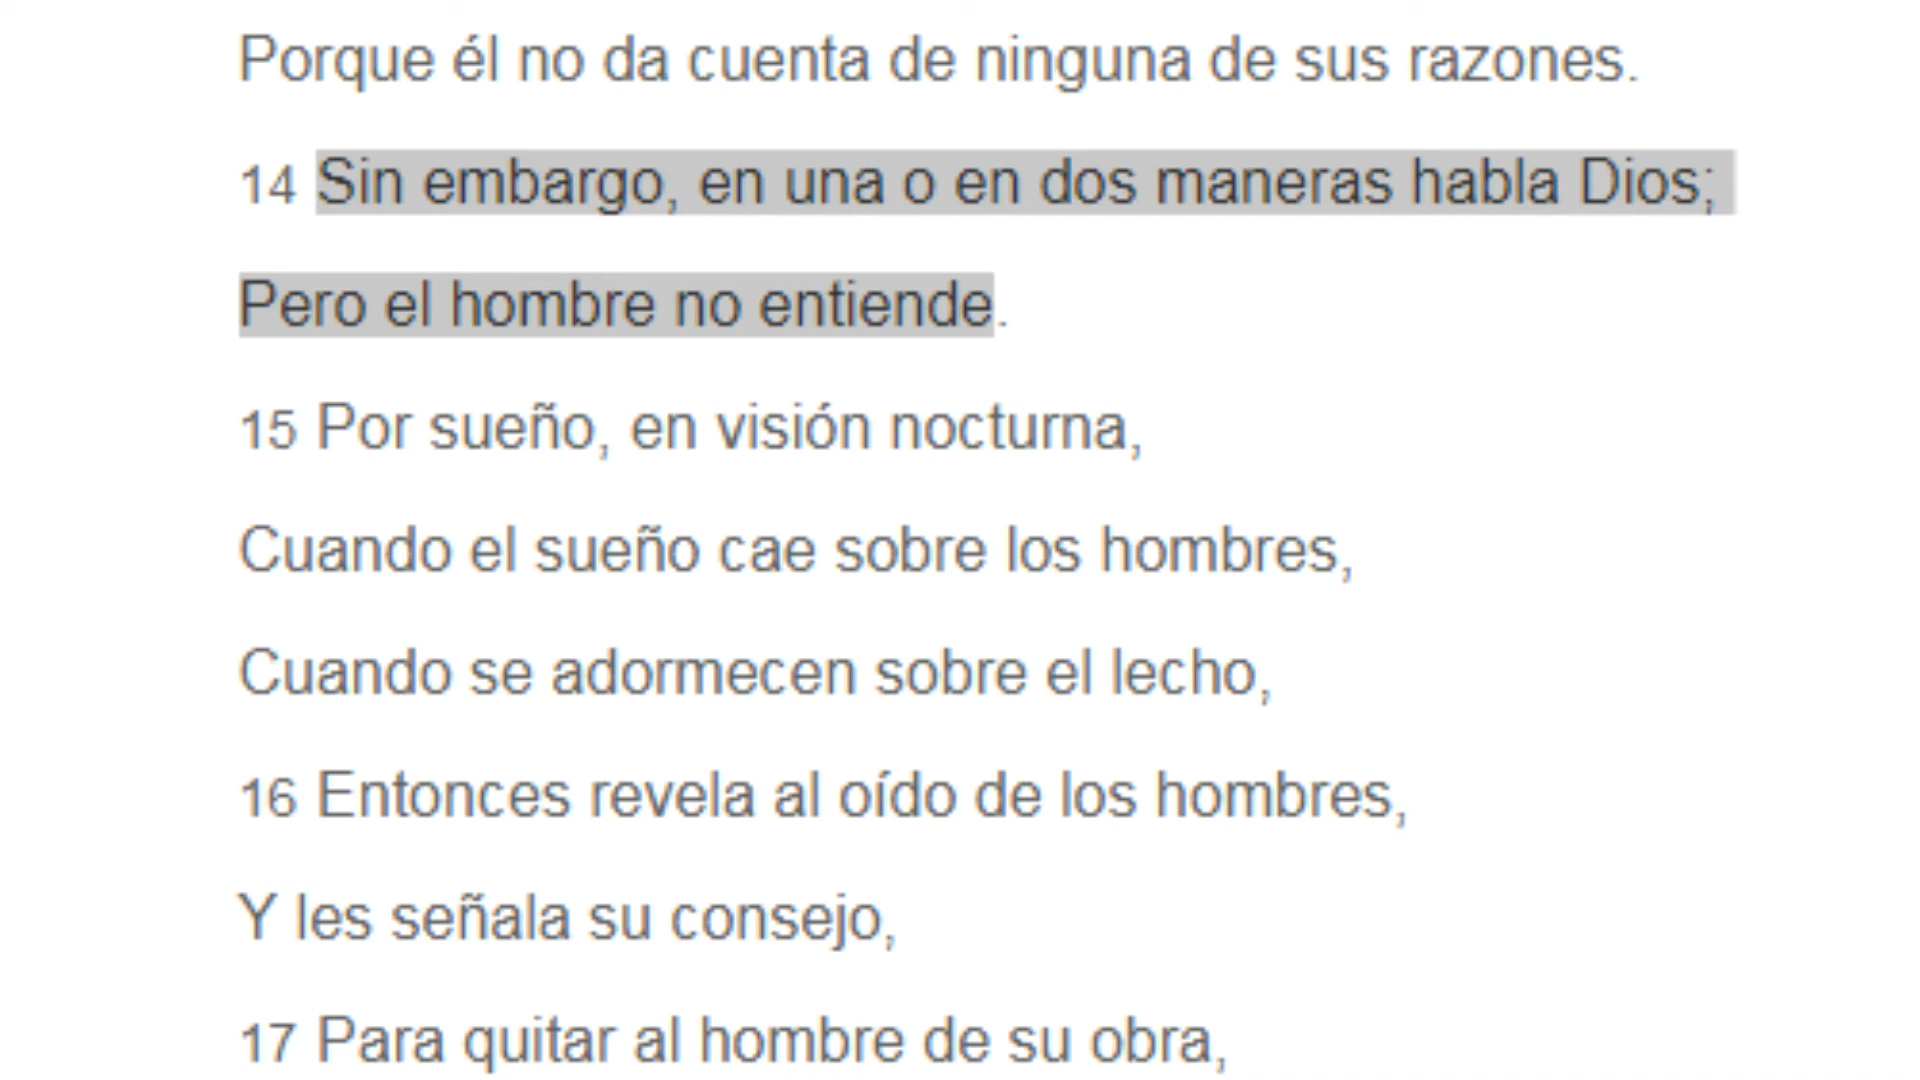 Porque él no da cuenta de ninguna de sus razones.
14 Sin embargo, en una o en dos maneras habla Dios;
Pero el hombre no entiende.
15 Por sueño, en visión nocturna,
Cuando el sueño cae sobre los hombres,
Cuando se adormecen sobre el lecho,
16 Entonces revela al oído de los hombres,
Y les señala su consejo,
17 Para quitar al hombre de su obra,